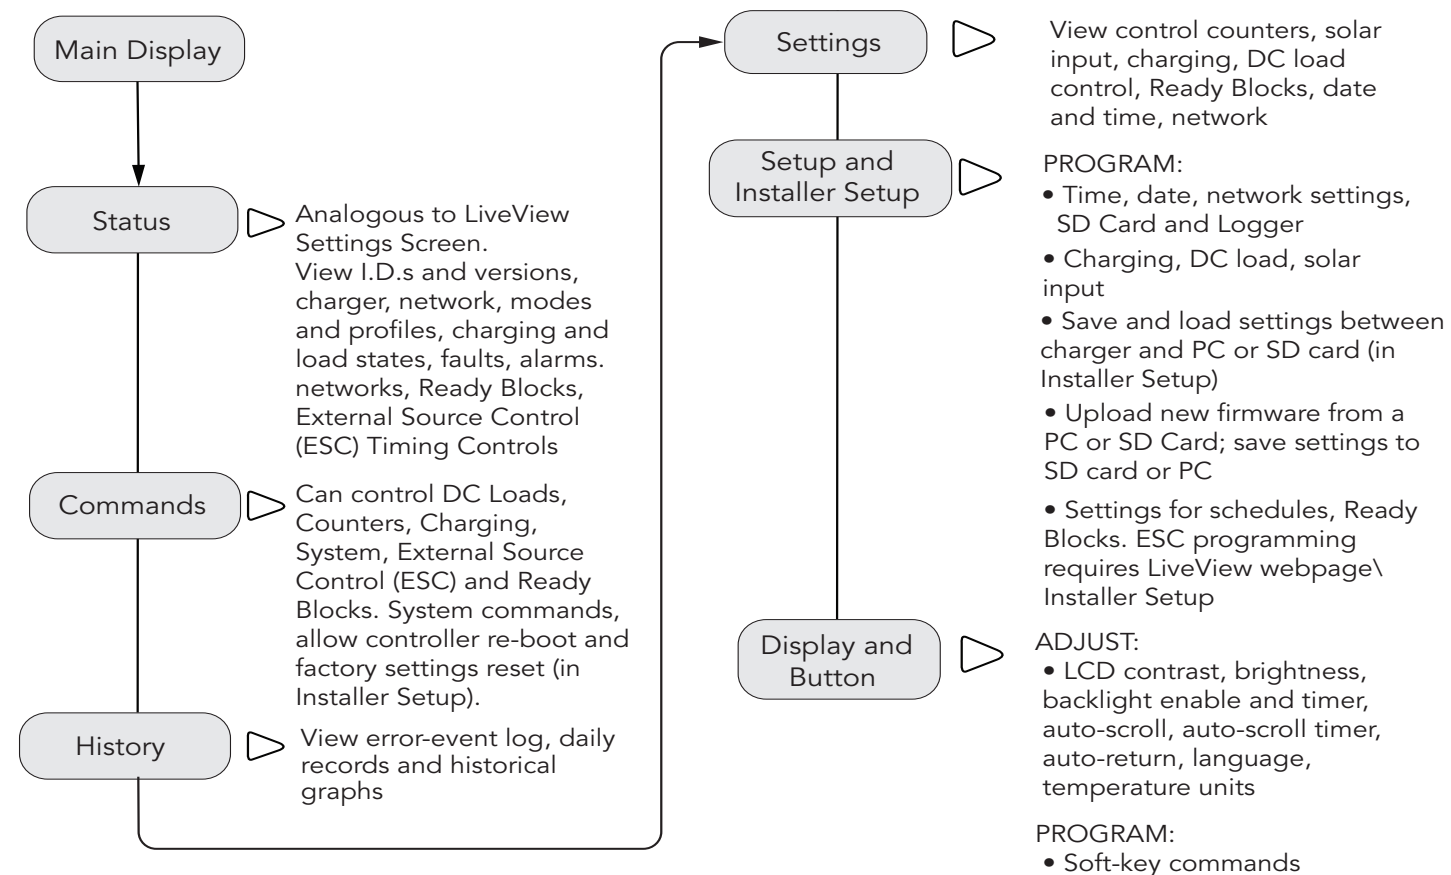 Main Display
Status
Analogous to LiveView
Settings Screen.
View I.D.s and versions,
charger, network, modes
and profiles, charging and
load states, faults, alarms.
networks, Ready Blocks,
External Source Control
(ESC) Timing Controls
Commands
Can control DC Loads,
Counters, Charging,
System, External Source
Control (ESC) and Ready
Blocks. System commands,
allow controller re-boot and
factory settings reset (in
Installer Setup).
History
View error-event log, daily
records and historical
graphs
Settings
View control counters, solar
input, charging, DC load
control, Ready Blocks, date
and time, network
Setup and
Installer Setup
PROGRAM:
• Time, date, network settings,
SD Card and Logger
• Charging, DC load, solar
input
• Save and load settings between
charger and PC or SD card (in
Installer Setup)
• Upload new firmware from a
PC or SD Card; save settings to
SD card or PC
• Settings for schedules, Ready
Blocks. ESC programming
requires LiveView webpage\
Installer Setup
Display and
Button
ADJUST:
• LCD contrast, brightness,
backlight enable and timer,
auto-scroll, auto-scroll timer,
auto-return, language,
temperature units
PROGRAM:
• Soft-key commands